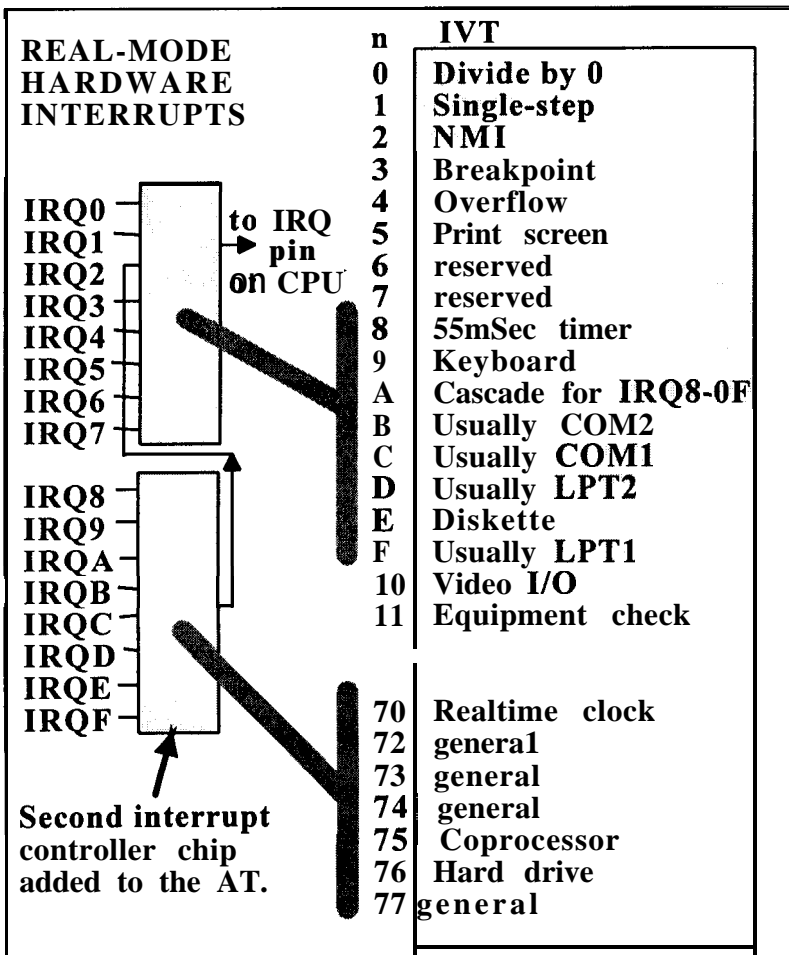 REAL-MODE
HARDWARE
INTERRUPTS
IRQ0
IRQ1
IRQ2
IRQ3
IRQ4
IRQ5
IRQ6
IRQ7
to IRQ
pin
on CPU
IRQ8
IRQ9
IRQA
IRQB
IRQC
IRQD
IRQE
IRQF
Second interrupt
controller chip
added to the AT.
n IVT
0 Divide by 0
1 Single-step
2 NMI
3 Breakpoint
4 Overflow
5 Print screen
6 reserved
7 reserved
8 55mSec timer
9 Keyboard
A Cascade for IRQ8-0F
B Usually COM2
C Usually COM1
D Usually LPT2
E Diskette
F Usually LPT1
10 Video I/O
11 Equipment check
70 Realtime clock
72 genera1
73 general
74 general
75 Coprocessor
76 Hard drive
77 general